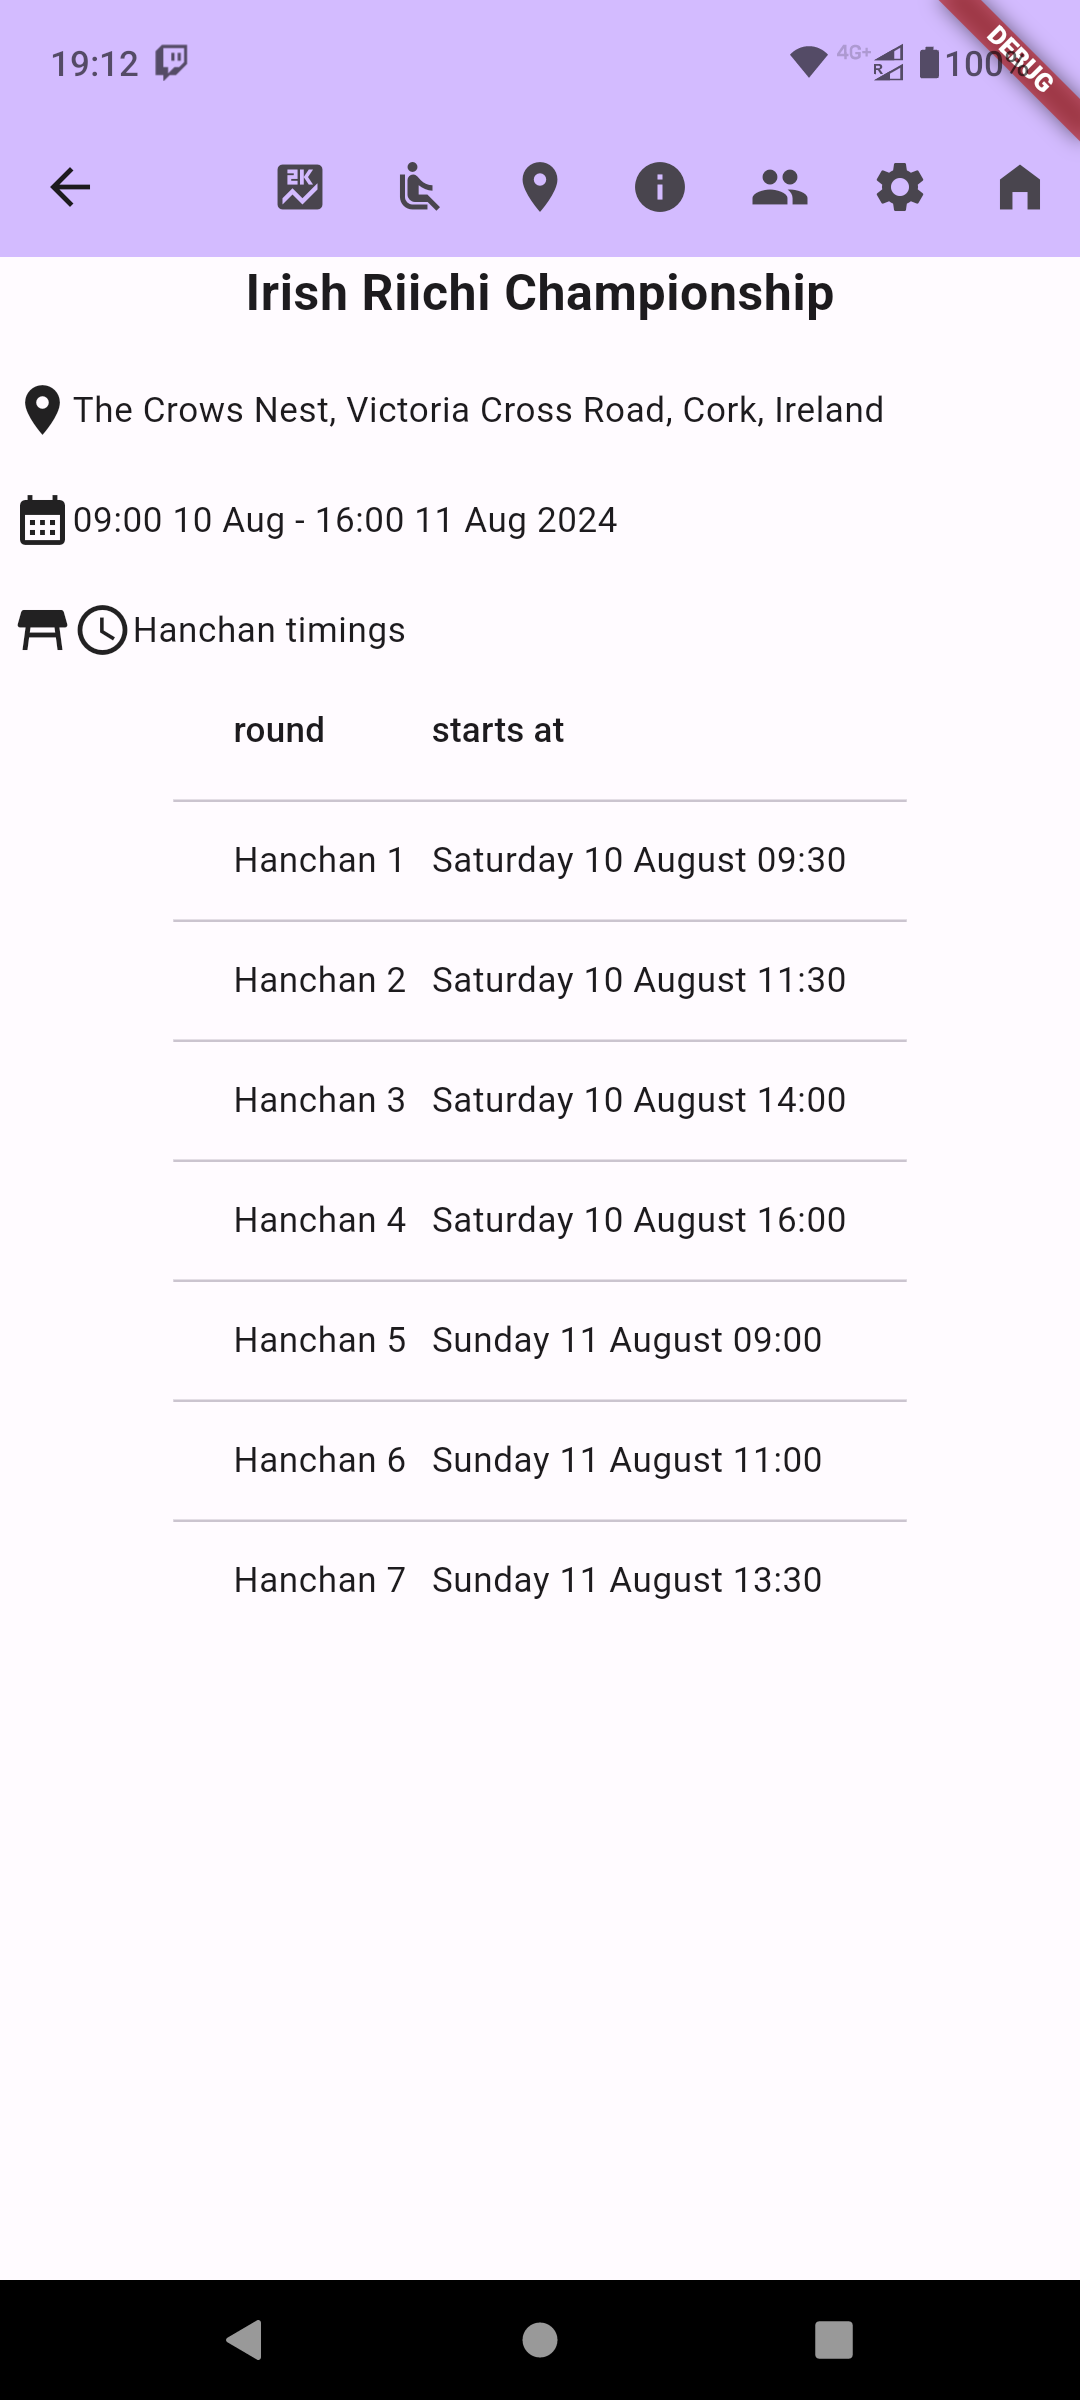 19:12
4G+
R
100%
DEBUG
2K
Irish Riichi Championship
The Crows Nest, Victoria Cross Road, Cork, Ireland
09:00 10 Aug - 16:00 11 Aug 2024
Hanchan timings
round starts at
Hanchan 1 Saturday 10 August 09:30
Hanchan 2 Saturday 10 August 11:30
Hanchan 3 Saturday 10 August 14:00
Hanchan 4 Saturday 10 August 16:00
Hanchan 5 Sunday 11 August 09:00
Hanchan 6 Sunday 11 August 11:00
Hanchan 7 Sunday 11 August 13:30